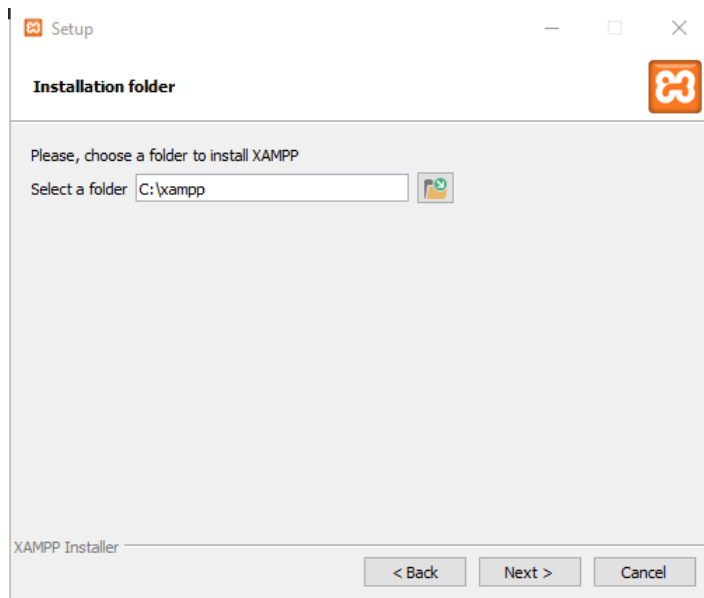 Setup
Installation folder
Please, choose a folder to install XAMPP
Select a folder C:\xampp
XAMPP Installer
< Back Next > Cancel